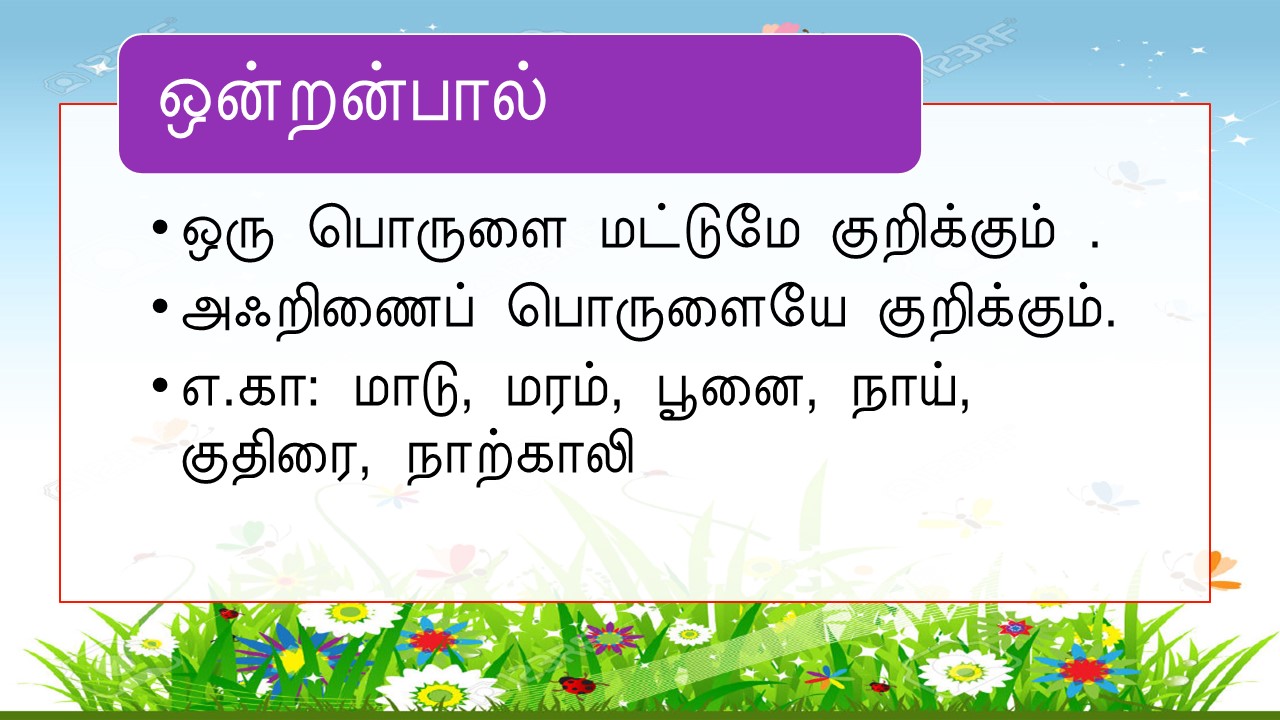 ஒன்றன்பால்
•ஒரு பொருளை மட்டுமே குறிக்கும் .
•அஃறிணைப் பொருளையே குறிக்கும்.
•எ.கா: மாடு, மரம், பூனை, நாய்,
குதிரை, நாற்காலி